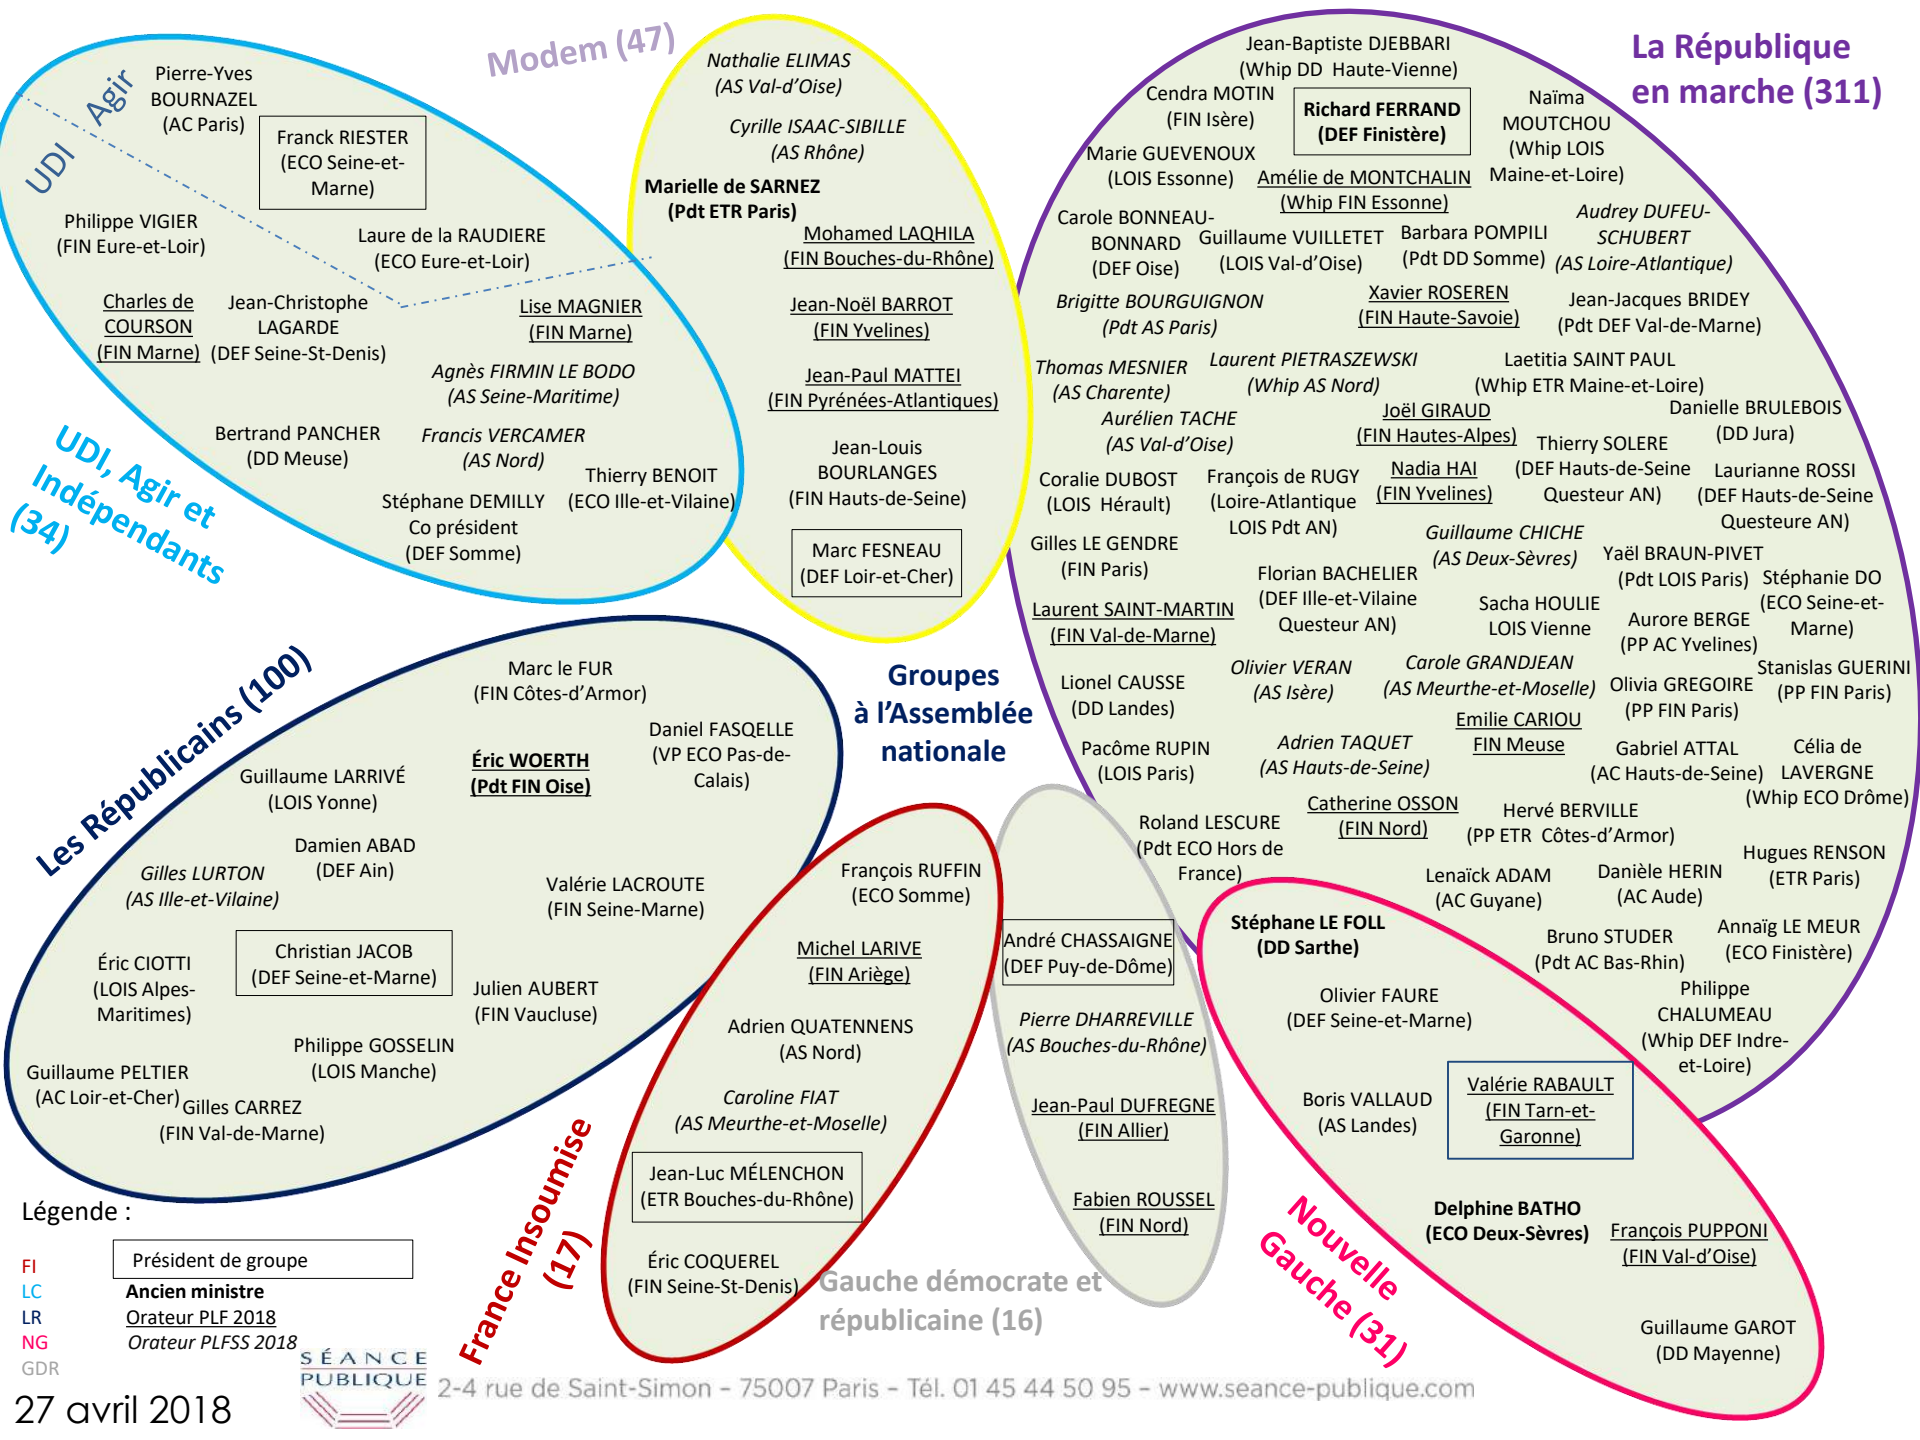 Agir
UDI
Pierre-Yves
BOURNAZEL
(AC Paris)
Franck RIESTER
(ECO Seine-et-
Marne)
Philippe VIGIER
(FIN Eure-et-Loir)
Laure de la RAUDIERE
(ECO Eure-et-Loir)
Charles de
COURSON
(FIN Marne)
Jean-Christophe
LAGARDE
(DEF Seine-St-Denis)
Lise MAGNIER
(FIN Marne)
Agnès FIRMIN LE BODO
(AS Seine-Maritime)
Bertrand PANCHER
(DD Meuse)
Francis VERCAMER
(AS Nord)
Thierry BENOIT
(ECO Ille-et-Vilaine)
Stéphane DEMILLY
Co président
(DEF Somme)
UDI, Agir et
Indépendants
(34)
Modem (47)
Nathalie ELIMAS
(AS Val-d’Oise)
Cyrille ISAAC-SIBILLE
(AS Rhône)
Marielle de SARNEZ
(Pdt ETR Paris)
Mohamed LAQHILA
(FIN Bouches-du-Rhône)
Jean-Noël BARROT
(FIN Yvelines)
Jean-Paul MATTEI
(FIN Pyrénées-Atlantiques)
Jean-Louis
BOURLANGES
(FIN Hauts-de-Seine)
Marc FESNEAU
(DEF Loir-et-Cher)
La République
en marche (311)
Jean-Baptiste DJEBBARI
(Whip DD  Haute-Vienne)
Cendra MOTIN
(FIN Isère)
Richard FERRAND
(DEF Finistère)
Naïma
MOUTCHOU
(Whip LOIS
Maine-et-Loire)
Marie GUEVENOUX
(LOIS Essonne)
Amélie de MONTCHALIN
(Whip FIN Essonne)
Carole BONNEAU-
BONNARD
(DEF Oise)
Guillaume VUILLETET
(LOIS Val-d’Oise)
Barbara POMPILI
(Pdt DD Somme)
Audrey DUFEU-
SCHUBERT
(AS Loire-Atlantique)
Brigitte BOURGUIGNON
(Pdt AS Paris)
Xavier ROSEREN
(FIN Haute-Savoie)
Jean-Jacques BRIDEY
(Pdt DEF Val-de-Marne)
Thomas MESNIER
(AS Charente)
Laurent PIETRASZEWSKI
(Whip AS Nord)
Laetitia SAINT PAUL
(Whip ETR Maine-et-Loire)
Aurélien TACHE
(AS Val-d’Oise)
Joël GIRAUD
(FIN Hautes-Alpes)
Danielle BRULEBOIS
(DD Jura)
Thierry SOLERE
(DEF Hauts-de-Seine
Questeur AN)
Coralie DUBOST
(LOIS  Hérault)
François de RUGY
(Loire-Atlantique
LOIS Pdt AN)
Nadia HAI
(FIN Yvelines)
Laurianne ROSSI
(DEF Hauts-de-Seine
Questeure AN)
Gilles LE GENDRE
(FIN Paris)
Guillaume CHICHE
(AS Deux-Sèvres)
Yaël BRAUN-PIVET
(Pdt LOIS Paris)
Florian BACHELIER
(DEF Ille-et-Vilaine
Questeur AN)
Stéphanie DO
(ECO Seine-et-
Marne)
Laurent SAINT-MARTIN
(FIN Val-de-Marne)
Sacha HOULIE
LOIS Vienne
Aurore BERGE
(PP AC Yvelines)
Lionel CAUSSE
(DD Landes)
Olivier VERAN
(AS Isère)
Carole GRANDJEAN
(AS Meurthe-et-Moselle)
Olivia GREGOIRE
(PP FIN Paris)
Stanislas GUERINI
(PP FIN Paris)
Emilie CARIOU
FIN Meuse
Pacôme RUPIN
(LOIS Paris)
Adrien TAQUET
(AS Hauts-de-Seine)
Gabriel ATTAL
(AC Hauts-de-Seine)
Célia de
LAVERGNE
(Whip ECO Drôme)
Catherine OSSON
(FIN Nord)
Hervé BERVILLE
(PP ETR  Côtes-d’Armor)
Roland LESCURE
(Pdt ECO Hors de
France)
Hugues RENSON
(ETR Paris)
Lenaïck ADAM
(AC Guyane)
Danièle HERIN
(AC Aude)
Bruno STUDER
(Pdt AC Bas-Rhin)
Annaïg LE MEUR
(ECO Finistère)
Philippe
CHALUMEAU
(Whip DEF Indre-
et-Loire)
Groupes
à l’Assemblée
nationale
Les Républicains (100)
Marc le FUR
(FIN Côtes-d’Armor)
Daniel FASQELLE
(VP ECO Pas-de-
Calais)
Éric WOERTH
(Pdt FIN Oise)
Guillaume LARRIVÉ
(LOIS Yonne)
Damien ABAD
(DEF Ain)
Gilles LURTON
(AS Ille-et-Vilaine)
Valérie LACROUTE
(FIN Seine-Marne)
Christian JACOB
(DEF Seine-et-Marne)
Éric CIOTTI
(LOIS Alpes-
Maritimes)
Julien AUBERT
(FIN Vaucluse)
Philippe GOSSELIN
(LOIS Manche)
Guillaume PELTIER
(AC Loir-et-Cher)
Gilles CARREZ
(FIN Val-de-Marne)
France Insoumise
(17)
François RUFFIN
(ECO Somme)
Michel LARIVE
(FIN Ariège)
Adrien QUATENNENS
(AS Nord)
Caroline FIAT
(AS Meurthe-et-Moselle)
Jean-Luc MÉLENCHON
(ETR Bouches-du-Rhône)
Éric COQUEREL
(FIN Seine-St-Denis)
André CHASSAIGNE
(DEF Puy-de-Dôme)
Pierre DHARREVILLE
(AS Bouches-du-Rhône)
Jean-Paul DUFREGNE
(FIN Allier)
Fabien ROUSSEL
(FIN Nord)
Gauche démocrate et
républicaine (16)
Stéphane LE FOLL
(DD Sarthe)
Olivier FAURE
(DEF Seine-et-Marne)
Boris VALLAUD
(AS Landes)
Valérie RABAULT
(FIN Tarn-et-
Garonne)
Delphine BATHO
(ECO Deux-Sèvres)
François PUPPONI
(FIN Val-d’Oise)
Guillaume GAROT
(DD Mayenne)
Nouvelle
Gauche (31)
Légende :
Président de groupe
FI
LC
Ancien ministre
LR
Orateur PLF 2018
NG
Orateur PLFSS 2018
GDR
27 avril 2018
SÉANCE
PUBLIQUE
2-4 rue de Saint-Simon – 75007 Paris – Tél. 01 45 44 50 95 – www.seance-publique.com